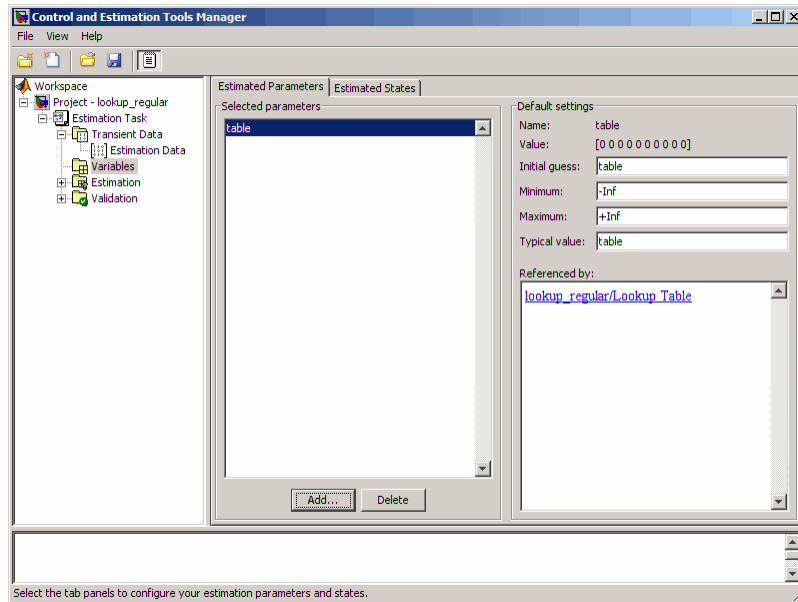 Control and Estimation Tools Manager
File View Help
Workspace
Project - lookup_regular
Estimation Task
Transient Data
Estimation Data
Variables
Estimation
Validation
Estimated Parameters Estimated States
Selected parameters
table
Add... Delete
Default settings
Name: table
Value: [0 0 0 0 0 0 0 0 0 0]
Initial guess: table
Minimum: -Inf
Maximum: +Inf
Typical value: table
Referenced by:
lookup_regular/Lookup Table
Select the tab panels to configure your estimation parameters and states.